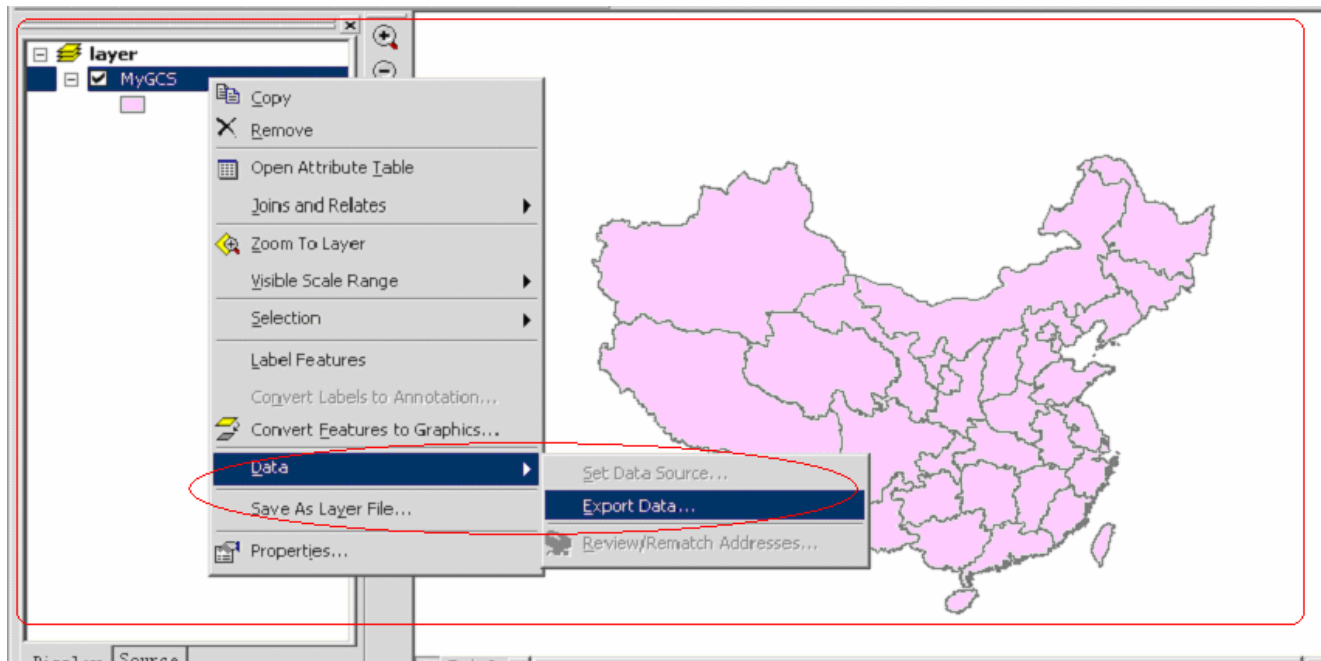 layer
MyGCS
Copy
Remove
Open Attribute Table
Joins and Relates
Zoom To Layer
Visible Scale Range
Selection
Label Features
Convert Labels to Annotation...
Convert Features to Graphics...
Data
Set Data Source...
Export Data...
Save As Layer File...
Review/Rematch Addresses...
Properties...
Display
Source